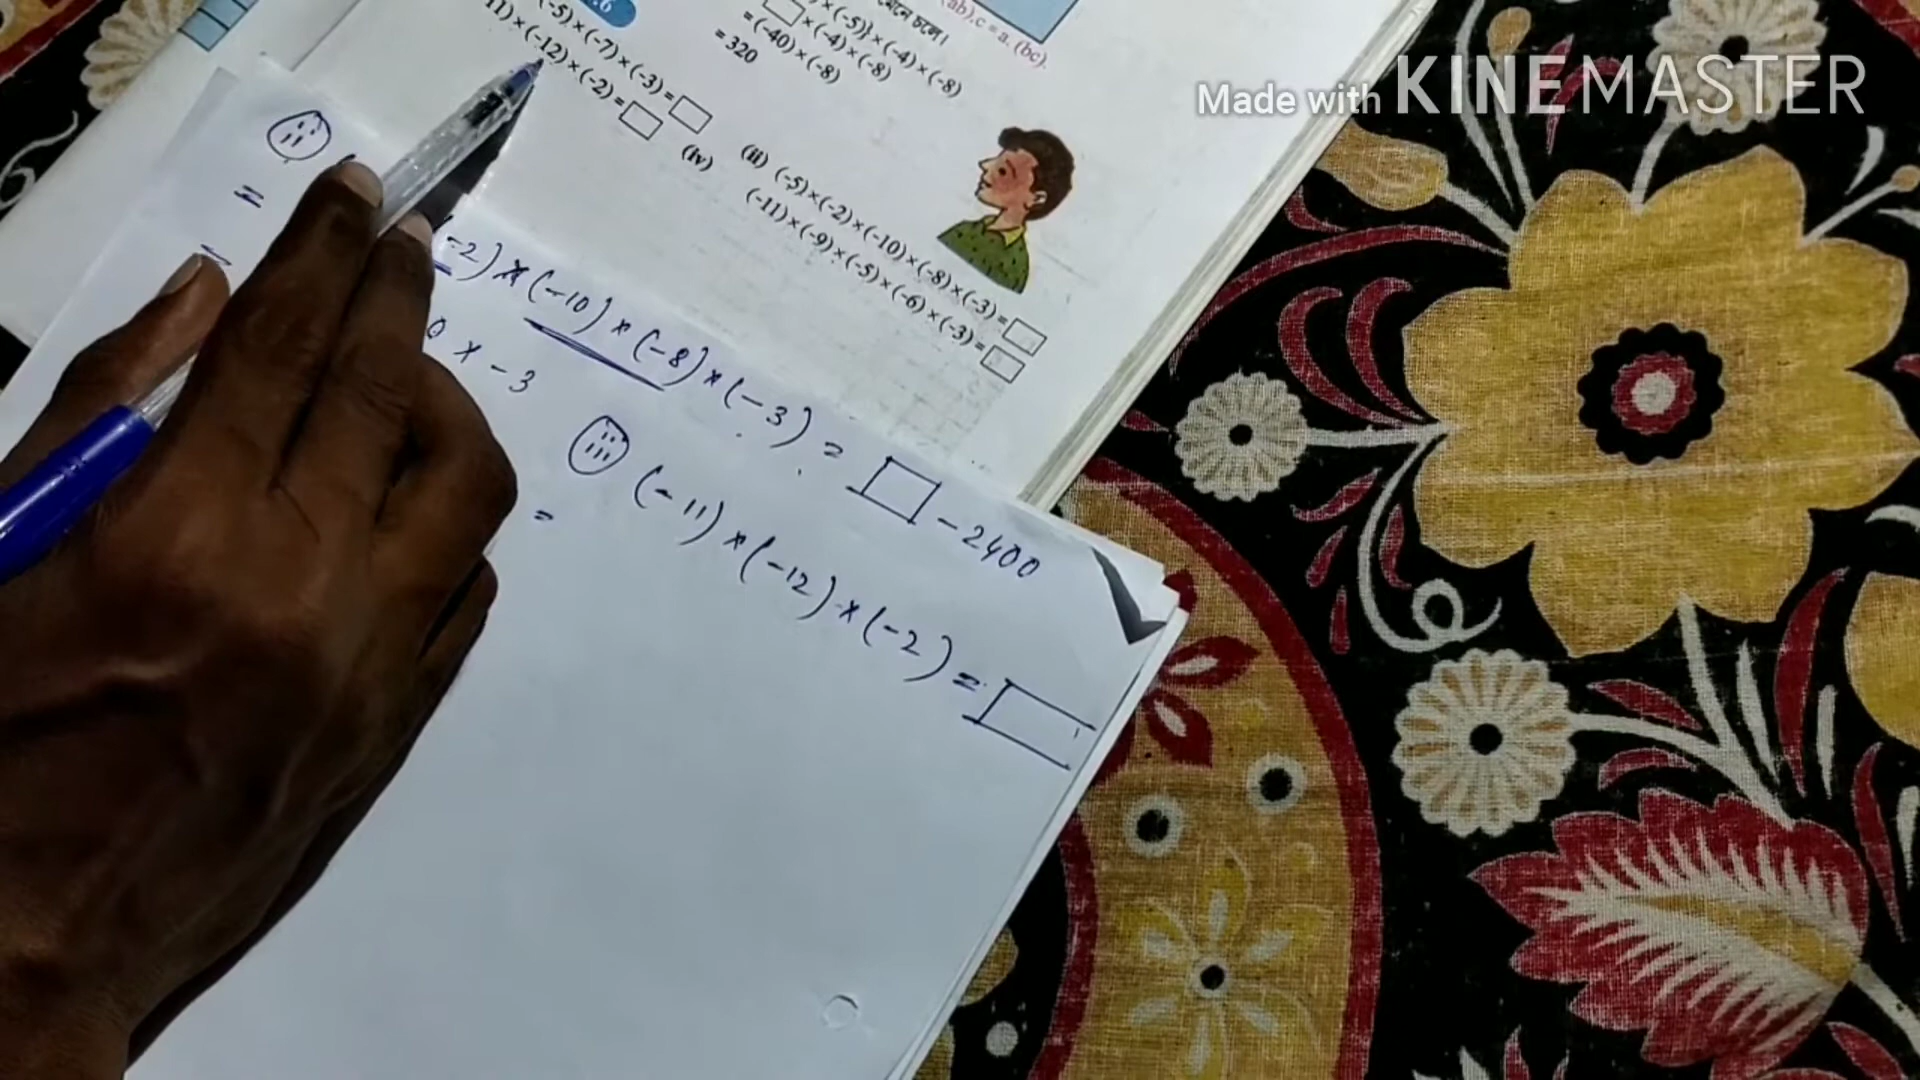 Made with KINEMASTER
.6
(-5)×(-7)×(-3)=
11)×(-12)×(-2)=
(ii) (-5)×(-2)×(-10)×(-8)×(-3)=
(iv) (-11)×(-9)×(-5)×(-6)×(-3)=
×(-5)}×(-4)×(-8)
×(-4)×(-8)
=(-40)×(-8)
= 320
চলে।
(ab).c = a. (bc).
(ii)
= -2) × (-10) × (-8) × (-3) = -2400
= 0 × -3
(iii) (-11) × (-12) × (-2) =
=